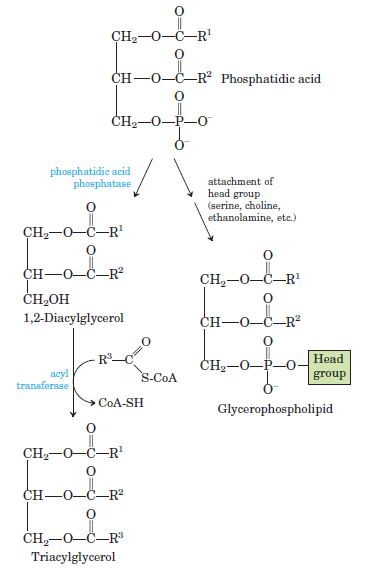 O
CH₂—O—C—R¹
O
CH—O—C—R² Phosphatidic acid
O
CH₂—O—P—O⁻
O⁻
phosphatidic acid
phosphatase
attachment of
head group
(serine, choline,
ethanolamine, etc.)
O
CH₂—O—C—R¹
O
CH—O—C—R²
CH₂OH
1,2-Diacylglycerol
O
CH₂—O—C—R¹
O
CH—O—C—R²
O
CH₂—O—P—O—Head
group
O⁻
Glycerophospholipid
acyl
transferase
O
R³—C
S-CoA
CoA-SH
O
CH₂—O—C—R¹
O
CH—O—C—R²
O
CH₂—O—C—R³
Triacylglycerol